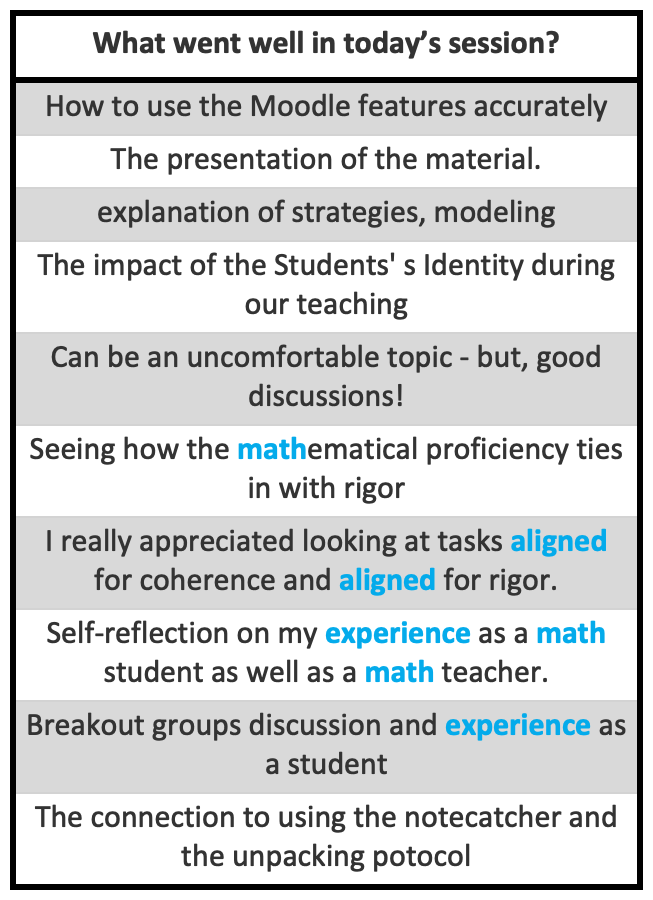 What went well in today’s session?
How to use the Moodle features accurately
The presentation of the material.
explanation of strategies, modeling
The impact of the Students' s Identity during
our teaching
Can be an uncomfortable topic - but, good
discussions!
Seeing how the mathematical proficiency ties
in with rigor
I really appreciated looking at tasks aligned
for coherence and aligned for rigor.
Self-reflection on my experience as a math
student as well as a math teacher.
Breakout groups discussion and experience as
a student
The connection to using the notecatcher and
the unpacking potocol